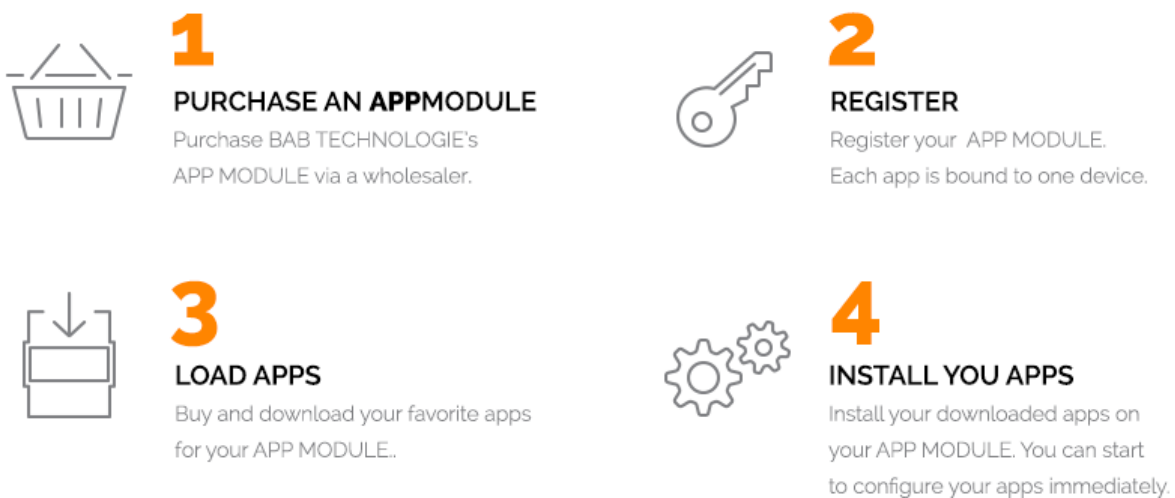 1
PURCHASE AN APPMODULE
Purchase BAB TECHNOLOGIE's
APP MODULE via a wholesaler.
2
REGISTER
Register your APP MODULE.
Each app is bound to one device.
3
LOAD APPS
Buy and download your favorite apps
for your APP MODULE..
4
INSTALL YOU APPS
Install your downloaded apps on
your APP MODULE. You can start
to configure your apps immediately.